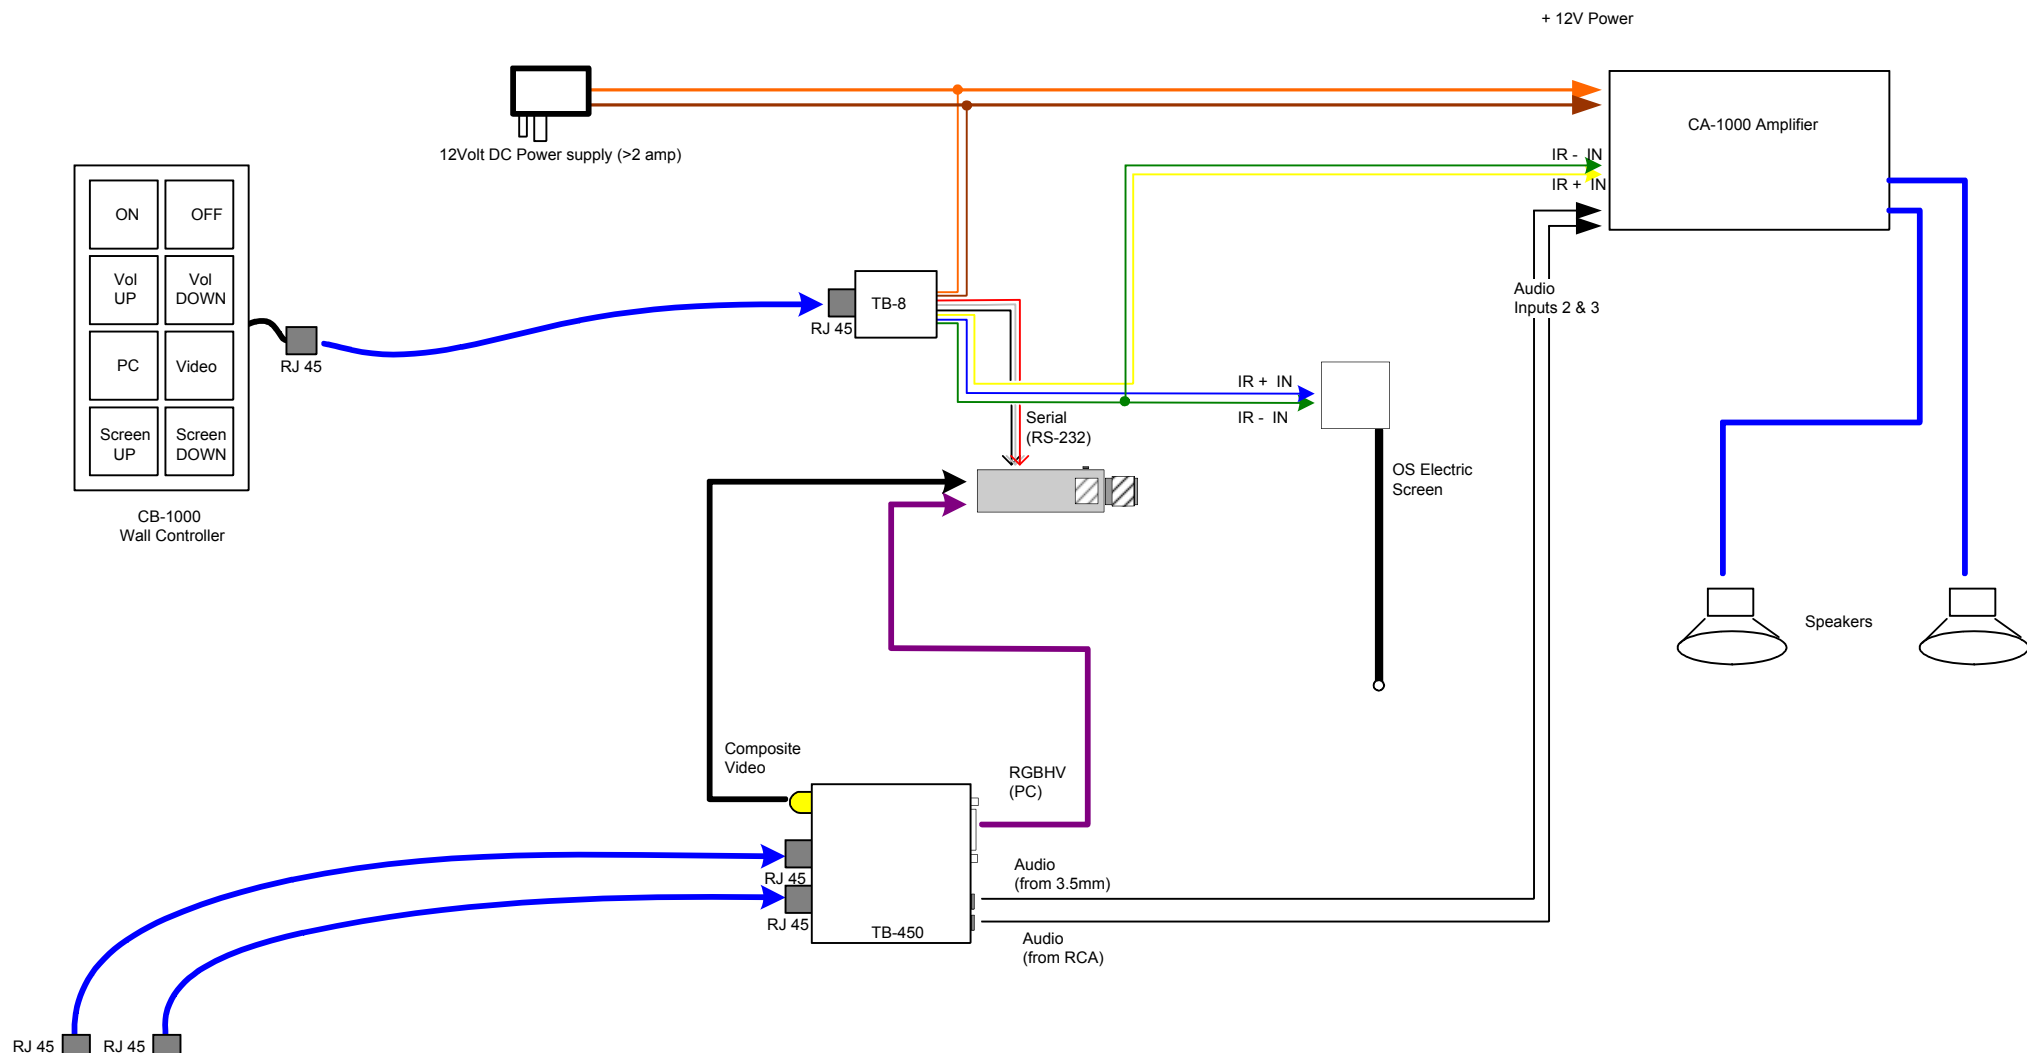 + 12V Power
CA-1000 Amplifier
12Volt DC Power supply (>2 amp)
IR - IN
IR + IN
ON
OFF
Vol
UP
Vol
DOWN
PC
Video
Screen
UP
Screen
DOWN
CB-1000
Wall Controller
RJ 45
TB-8
RJ 45
Audio
Inputs 2 & 3
IR + IN
IR - IN
Serial
(RS-232)
OS Electric
Screen
Speakers
Composite
Video
RGBHV
(PC)
RJ 45
RJ 45
TB-450
Audio
(from 3.5mm)
Audio
(from RCA)
RJ 45
RJ 45